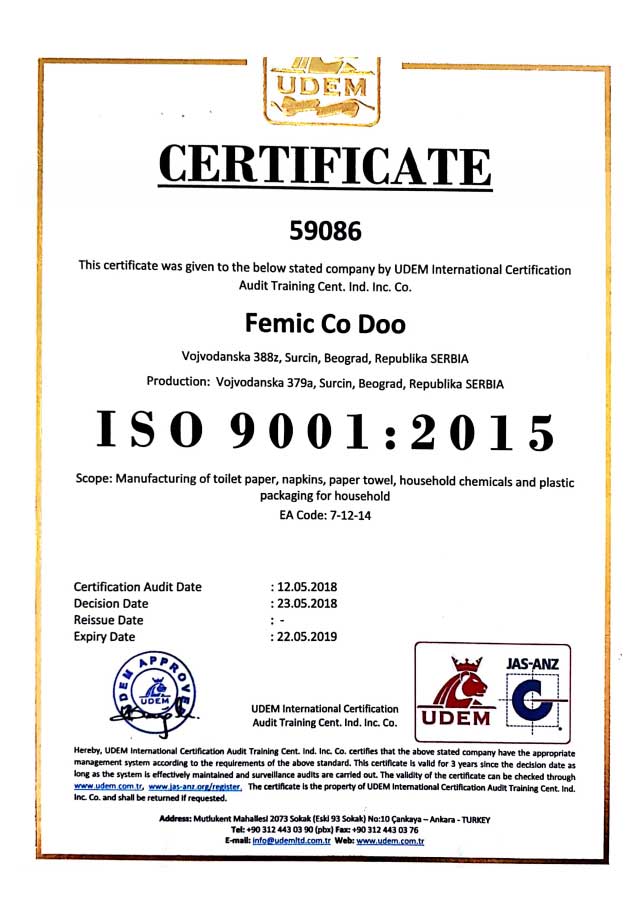 UDEM
CERTIFICATE
59086
This certificate was given to the below stated company by UDEM International Certification
Audit Training Cent. Ind. Inc. Co.
Femic Co Doo
Vojvodanska 388z, Surcin, Beograd, Republika SERBIA
Production: Vojvodanska 379a, Surcin, Beograd, Republika SERBIA
ISO 9001:2015
Scope: Manufacturing of toilet paper, napkins, paper towel, household chemicals and plastic
packaging for household
EA Code: 7-12-14
Certification Audit Date : 12.05.2018
Decision Date : 23.05.2018
Reissue Date : -
Expiry Date : 22.05.2019
UDEM APPROVED
UDEM
UDEM International Certification
Audit Training Cent. Ind. Inc. Co.
UDEM
JAS-ANZ
C
Hereby, UDEM International Certification Audit Training Cent. Ind. Inc. Co. certifies that the above stated company have the appropriate
management system according to the requirements of the above standard. This certificate is valid for 3 years since the decision date as
long as the system is effectively maintained and surveillance audits are carried out. The validity of the certificate can be checked through
www.udem.com.tr, www.jas-anz.org/register. The certificate is the property of UDEM International Certification Audit Training Cent. Ind.
Inc. Co. and shall be returned if requested.
Address: Mutlukent Mahallesi 2073 Sokak (Eski 93 Sokak) No:10 Çankaya – Ankara - TURKEY
Tel: +90 312 443 03 90 (pbx) Fax: +90 312 443 03 76
E-mail: info@udemltd.com.tr Web: www.udem.com.tr